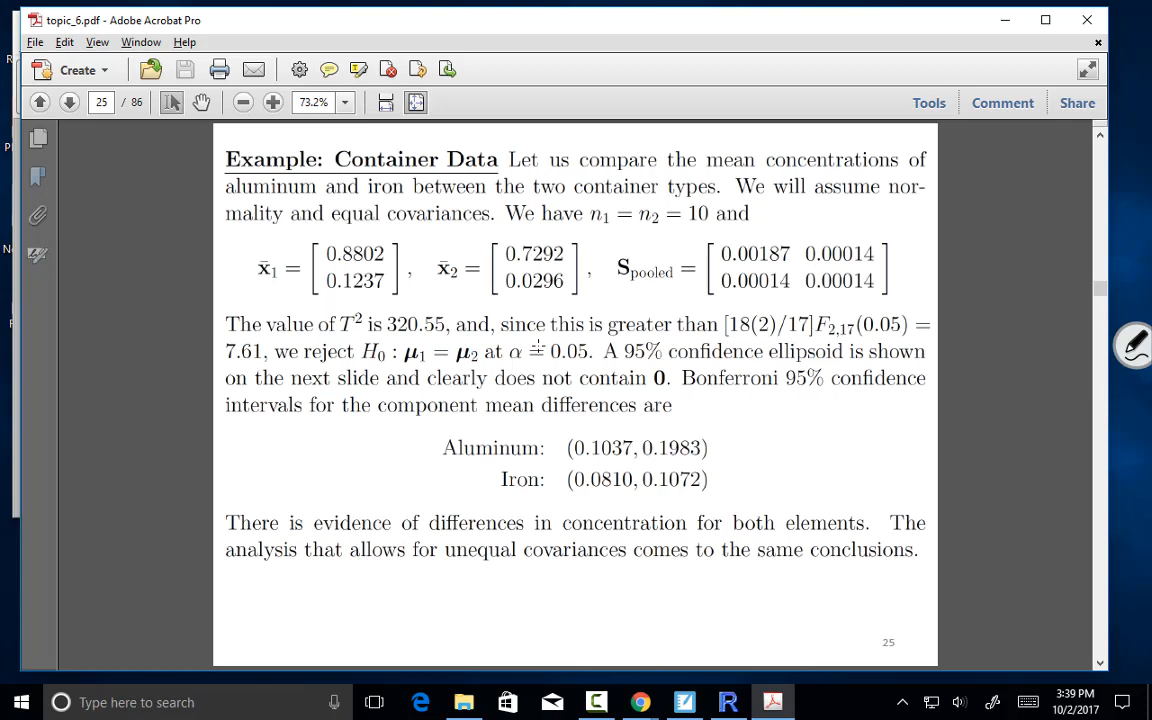 topic_6.pdf - Adobe Acrobat Pro
File Edit View Window Help
Create
25 / 86 73.2% Tools Comment Share
Example: Container Data Let us compare the mean concentrations of
aluminum and iron between the two container types. We will assume nor-
mality and equal covariances. We have n₁ = n₂ = 10 and
x̄₁ = [0.8802 0.1237], x̄₂ = [0.7292 0.0296], S_pooled = [0.00187 0.00014 0.00014 0.00014]
The value of T² is 320.55, and, since this is greater than [18(2)/17]F₂,₁₇(0.05) =
7.61, we reject H₀ : μ₁ = μ₂ at α = 0.05. A 95% confidence ellipsoid is shown
on the next slide and clearly does not contain 0. Bonferroni 95% confidence
intervals for the component mean differences are
Aluminum: (0.1037, 0.1983)
Iron: (0.0810, 0.1072)
There is evidence of differences in concentration for both elements. The
analysis that allows for unequal covariances comes to the same conclusions.
25
Type here to search
3:39 PM
10/2/2017